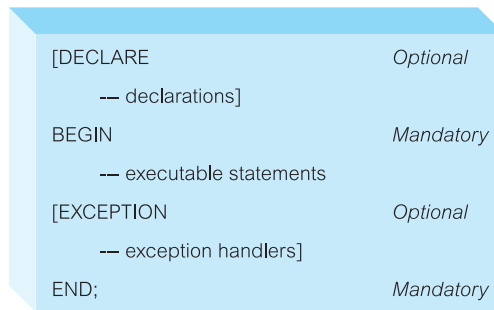 [DECLARE Optional
-- declarations]
BEGIN Mandatory
-- executable statements
[EXCEPTION Optional
-- exception handlers]
END; Mandatory